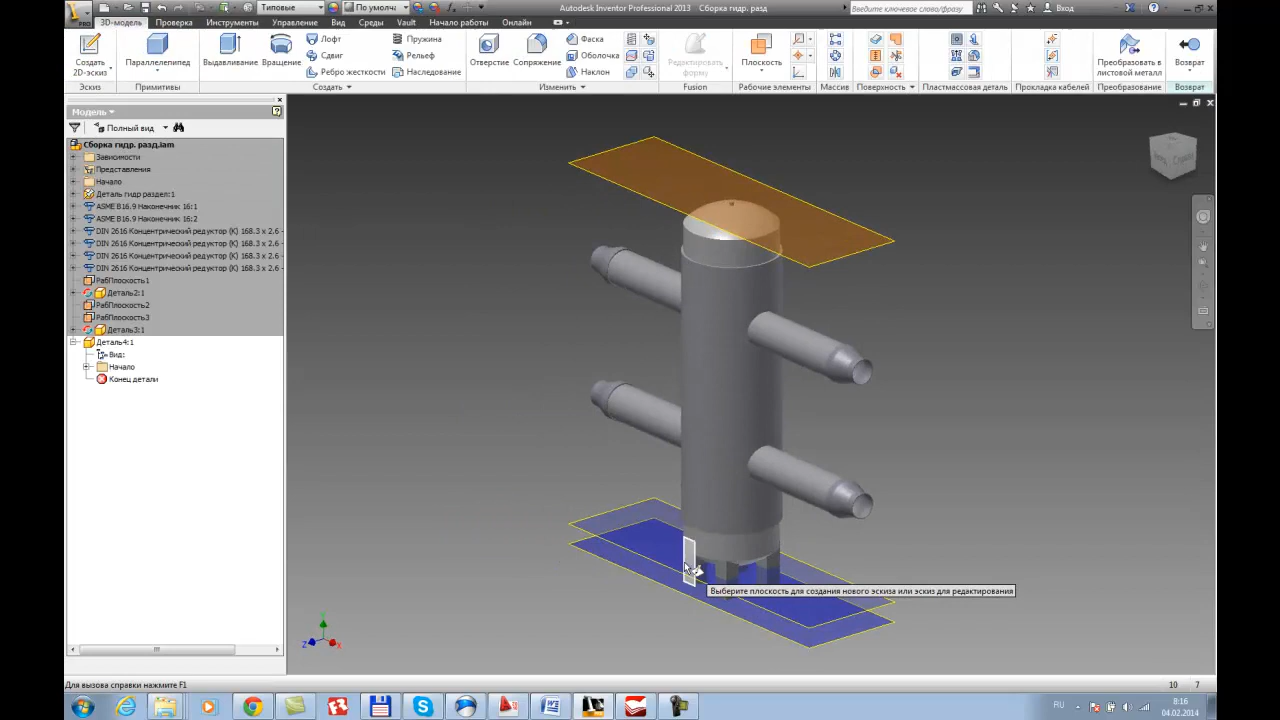 Типовые
По умолч
Autodesk Inventor Professional 2013
Сборка гидр. разд
Введите ключевое слово/фразу
Вход
PRO
3D-модель
Проверка
Инструменты
Управление
Вид
Среды
Vault
Начало работы
Онлайн
Создать 2D-эскиз
Параллелепипед
Выдавливание
Вращение
Лофт
Сдвиг
Ребро жесткости
Пружина
Рельеф
Наследование
Отверстие
Сопряжение
Фаска
Оболочка
Наклон
Редактировать форму
Плоскость
Преобразовать в листовой металл
Возврат
Эскиз
Примитивы
Создать
Изменить
Fusion
Рабочие элементы
Массив
Поверхность
Пластмассовая деталь
Прокладка кабелей
Преобразование
Возврат
Модель
Полный вид
Сборка гидр. разд.iam
Зависимости
Представления
Начало
Деталь гидр раздел:1
ASME B16.9 Наконечник 16:1
ASME B16.9 Наконечник 16:2
DIN 2616 Концентрический редуктор (K) 168.3 x 2.6 -
DIN 2616 Концентрический редуктор (K) 168.3 x 2.6 -
DIN 2616 Концентрический редуктор (K) 168.3 x 2.6 -
DIN 2616 Концентрический редуктор (K) 168.3 x 2.6 -
РабПлоскость1
Деталь2:1
РабПлоскость2
РабПлоскость3
Деталь3:1
Деталь4:1
Вид:
Начало
Конец детали
Выберите плоскость для создания нового эскиза или эскиз для редактирования
Z
X
Для вызова справки нажмите F1
10 7
RU
8:16
04.02.2014